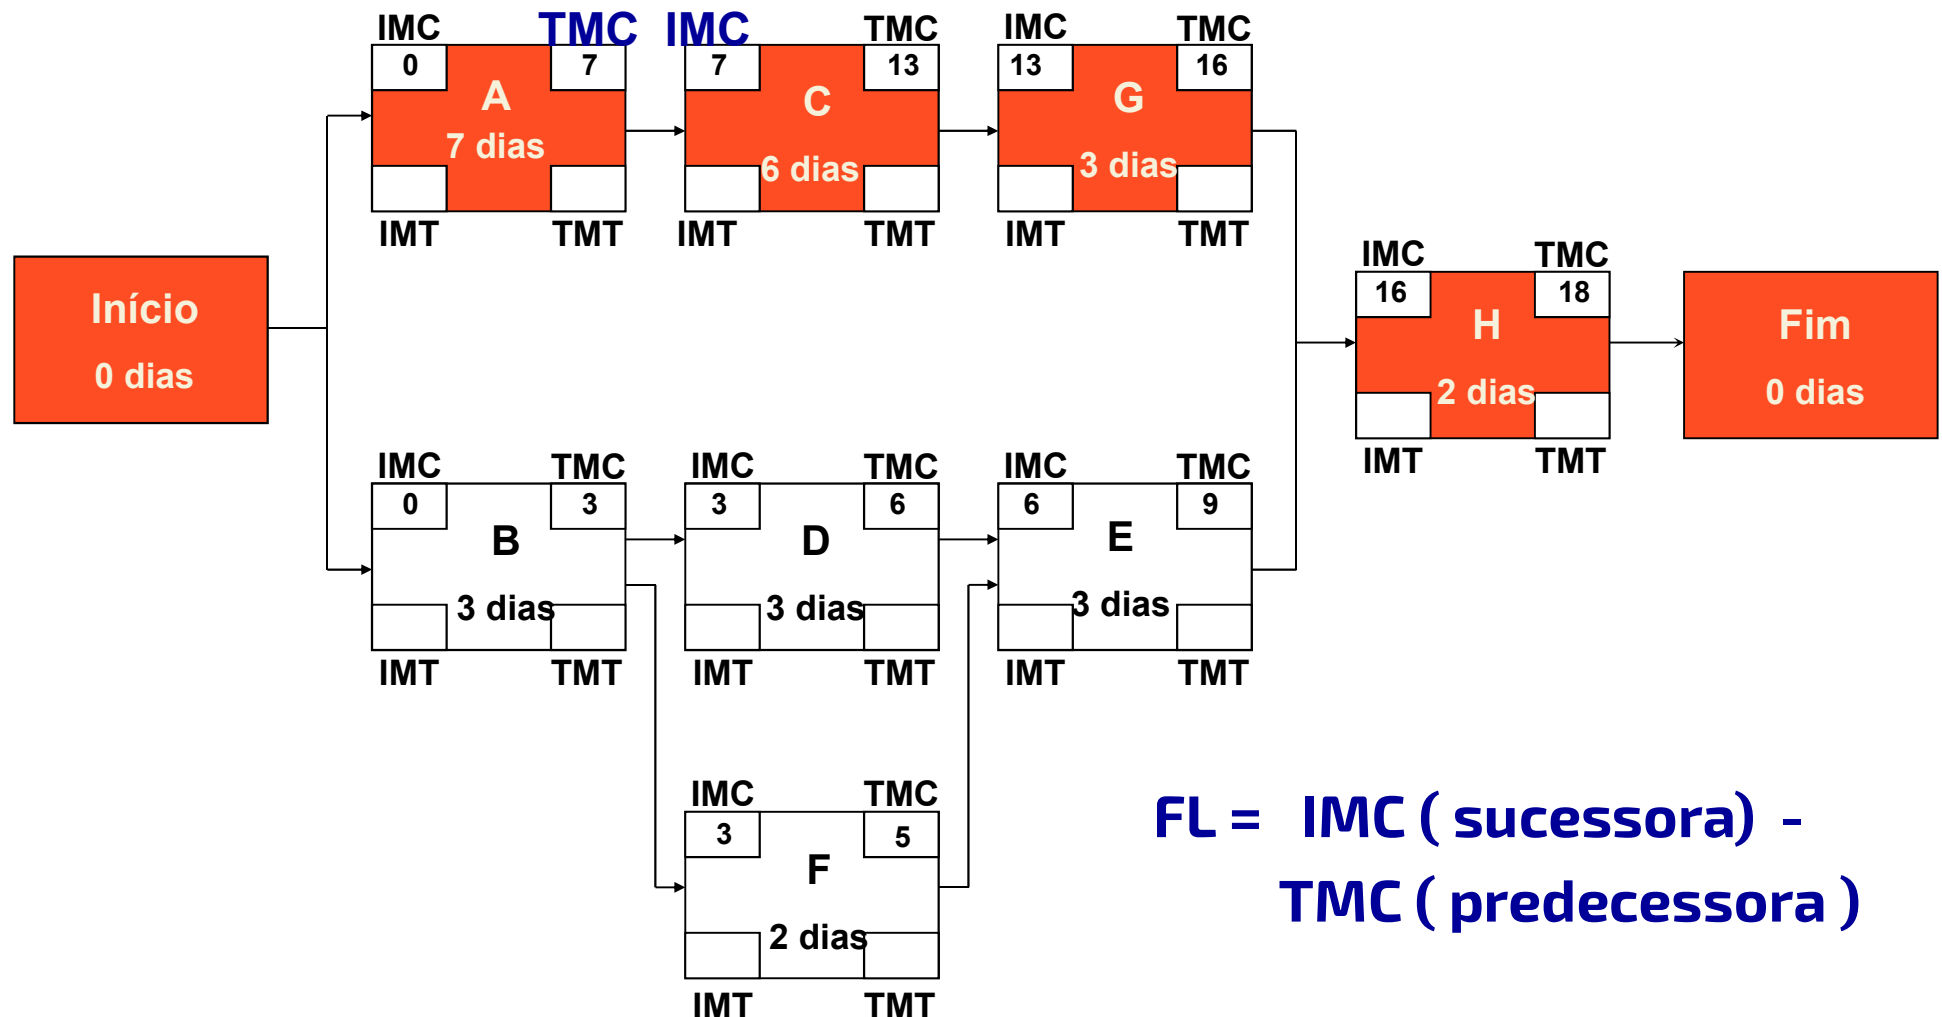 IMC TMC IMC TMC IMC TMC
0 7 7 13 13 16
A C G
7 dias 6 dias 3 dias
IMT TMT IMT TMT IMT TMT
IMC TMC
16 18
Início H Fim
0 dias 2 dias 0 dias
IMT TMT
IMC TMC IMC TMC IMC TMC
0 3 3 6 6 9
B D E
3 dias 3 dias 3 dias
IMT TMT IMT TMT IMT TMT
IMC TMC
3 5
F
2 dias
IMT TMT
FL = IMC ( sucessora) -
TMC ( predecessora )